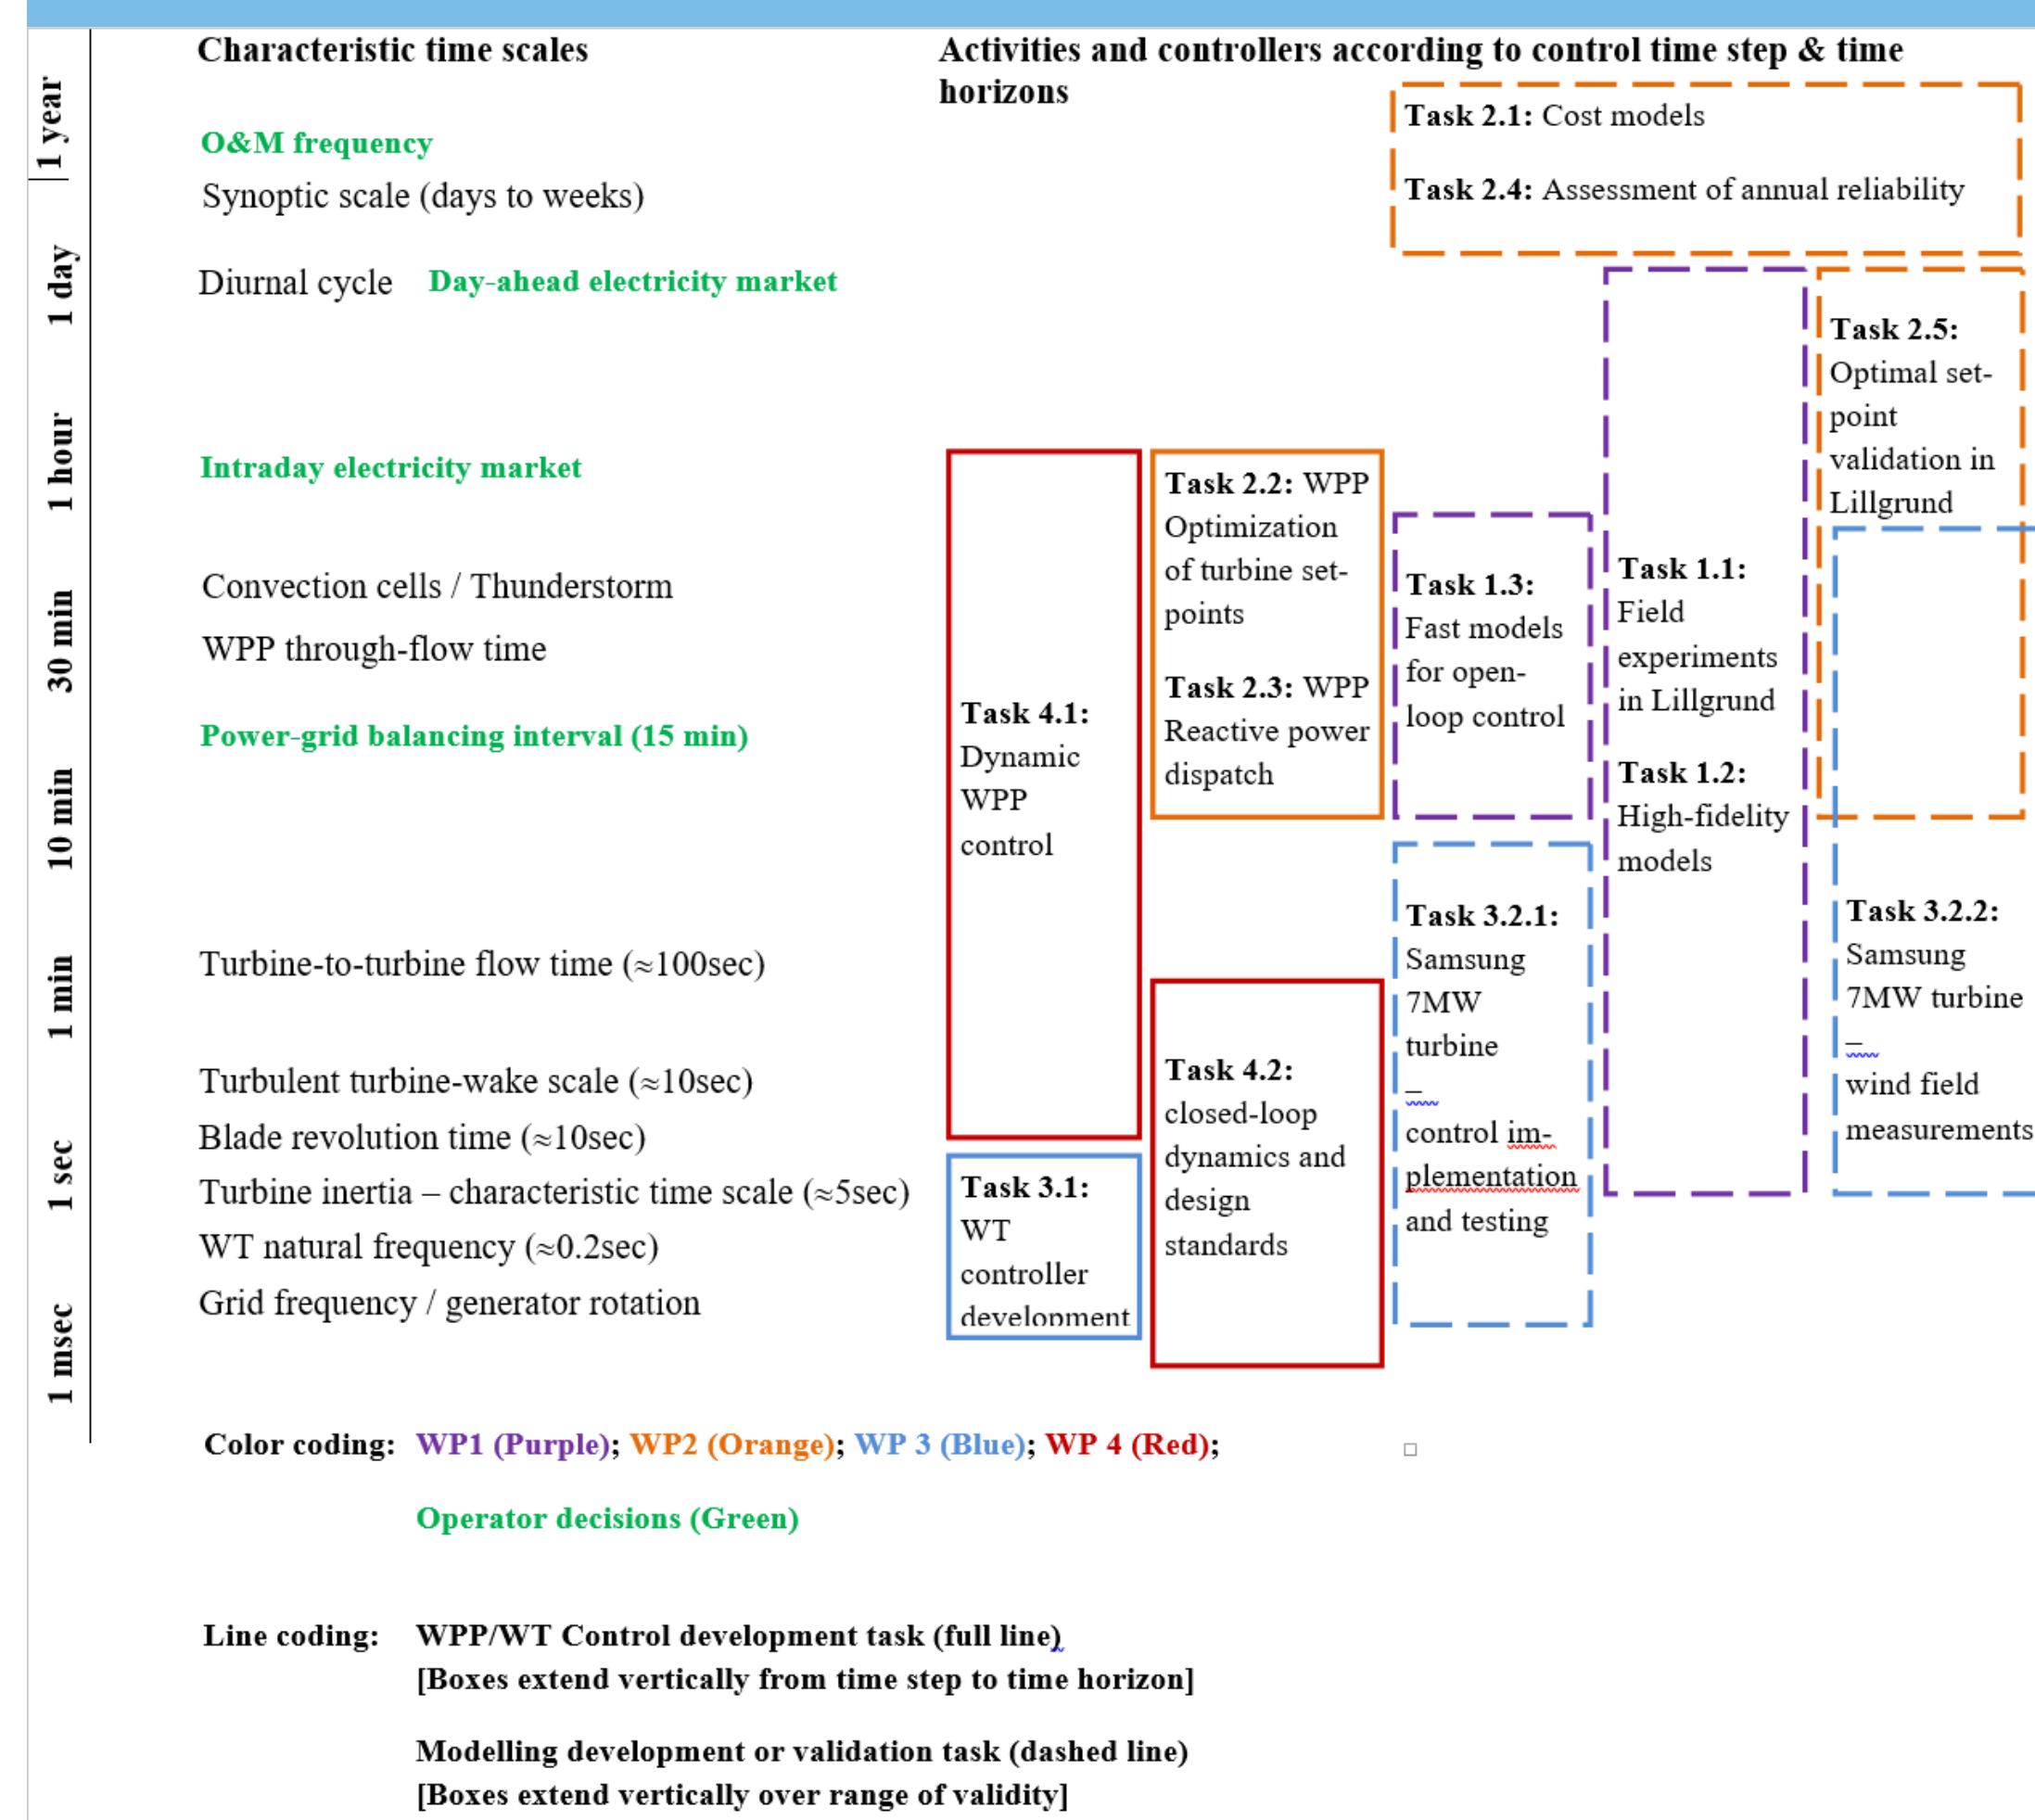 Characteristic time scales
Activities and controllers according to control time step & time
horizons
1 year
1 day
1 hour
30 min
10 min
1 min
1 sec
1 msec
O&M frequency
Synoptic scale (days to weeks)
Diurnal cycle Day-ahead electricity market
Intraday electricity market
Convection cells / Thunderstorm
WPP through-flow time
Power-grid balancing interval (15 min)
Turbine-to-turbine flow time (≈100sec)
Turbulent turbine-wake scale (≈10sec)
Blade revolution time (≈10sec)
Turbine inertia – characteristic time scale (≈5sec)
WT natural frequency (≈0.2sec)
Grid frequency / generator rotation
Task 2.1: Cost models
Task 2.4: Assessment of annual reliability
Task 4.1:
Dynamic
WPP
control
Task 3.1:
WT
controller
development
Task 2.2: WPP
Optimization
of turbine set-
points
Task 2.3: WPP
Reactive power
dispatch
Task 4.2:
closed-loop
dynamics and
design
standards
Task 1.3:
Fast models
for open-
loop control
Task 3.2.1:
Samsung
7MW
turbine
–
control im-
plementation
and testing
Task 1.1:
Field
experiments
in Lillgrund
Task 1.2:
High-fidelity
models
Task 2.5:
Optimal set-
point
validation in
Lillgrund
Task 3.2.2:
Samsung
7MW turbine
–
wind field
measurements
Color coding: WP1 (Purple); WP2 (Orange); WP 3 (Blue); WP 4 (Red);
Operator decisions (Green)
Line coding: WPP/WT Control development task (full line)
[Boxes extend vertically from time step to time horizon]
Modelling development or validation task (dashed line)
[Boxes extend vertically over range of validity]